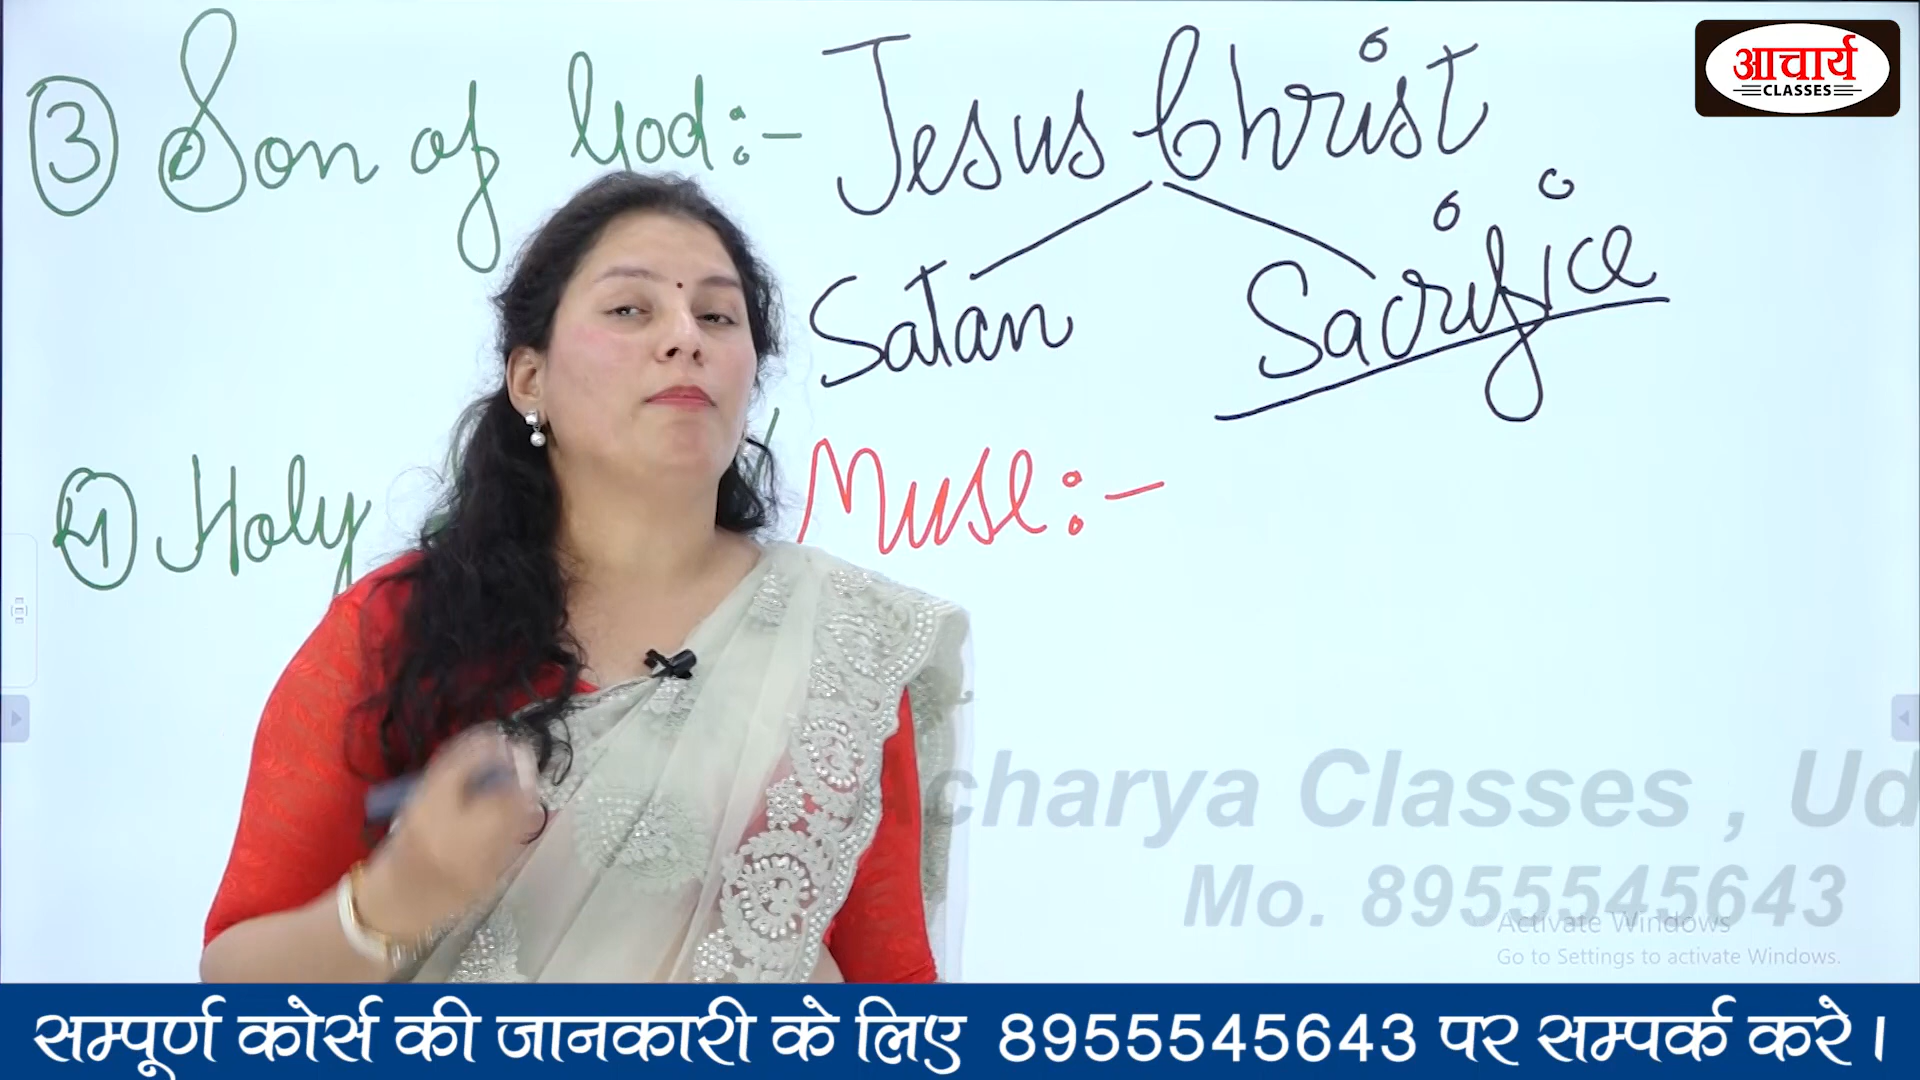 ③ Son of God:- Jesus Christ
आचार्य
CLASSES
Satan Sacrifice
④ Holy Muse:-
charya Classes , Ud
Mo. 8955545643
Activate Windows
Go to Settings to activate Windows.
सम्पूर्ण कोर्स की जानकारी के लिए 8955545643 पर सम्पर्क करे।